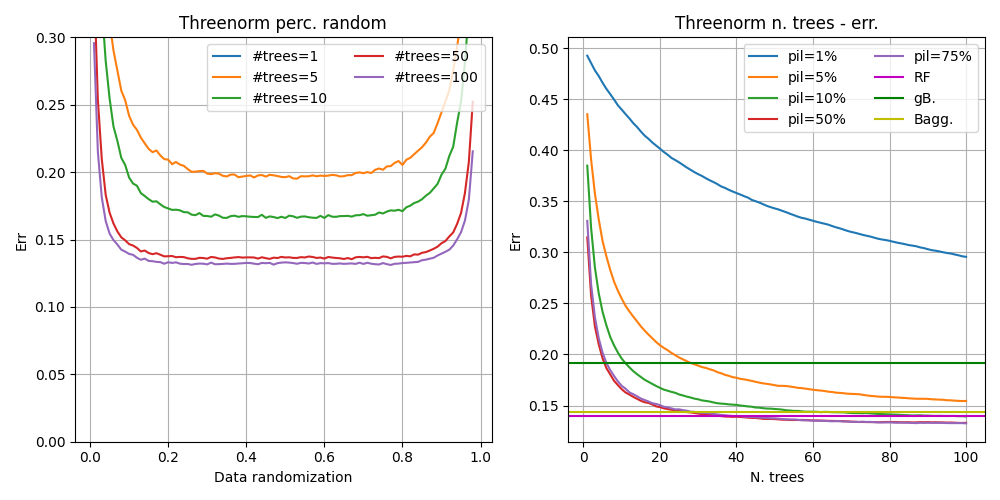 Threenorm perc. random
#trees=1
#trees=5
#trees=10
#trees=50
#trees=100
0.30
0.25
0.20
0.15
0.10
0.05
0.00
Err
0.0 0.2 0.4 0.6 0.8 1.0
Data randomization
Threenorm n. trees - err.
pil=1%
pil=5%
pil=10%
pil=50%
pil=75%
RF
gB.
Bagg.
0.50
0.45
0.40
0.35
0.30
0.25
0.20
0.15
Err
0 20 40 60 80 100
N. trees